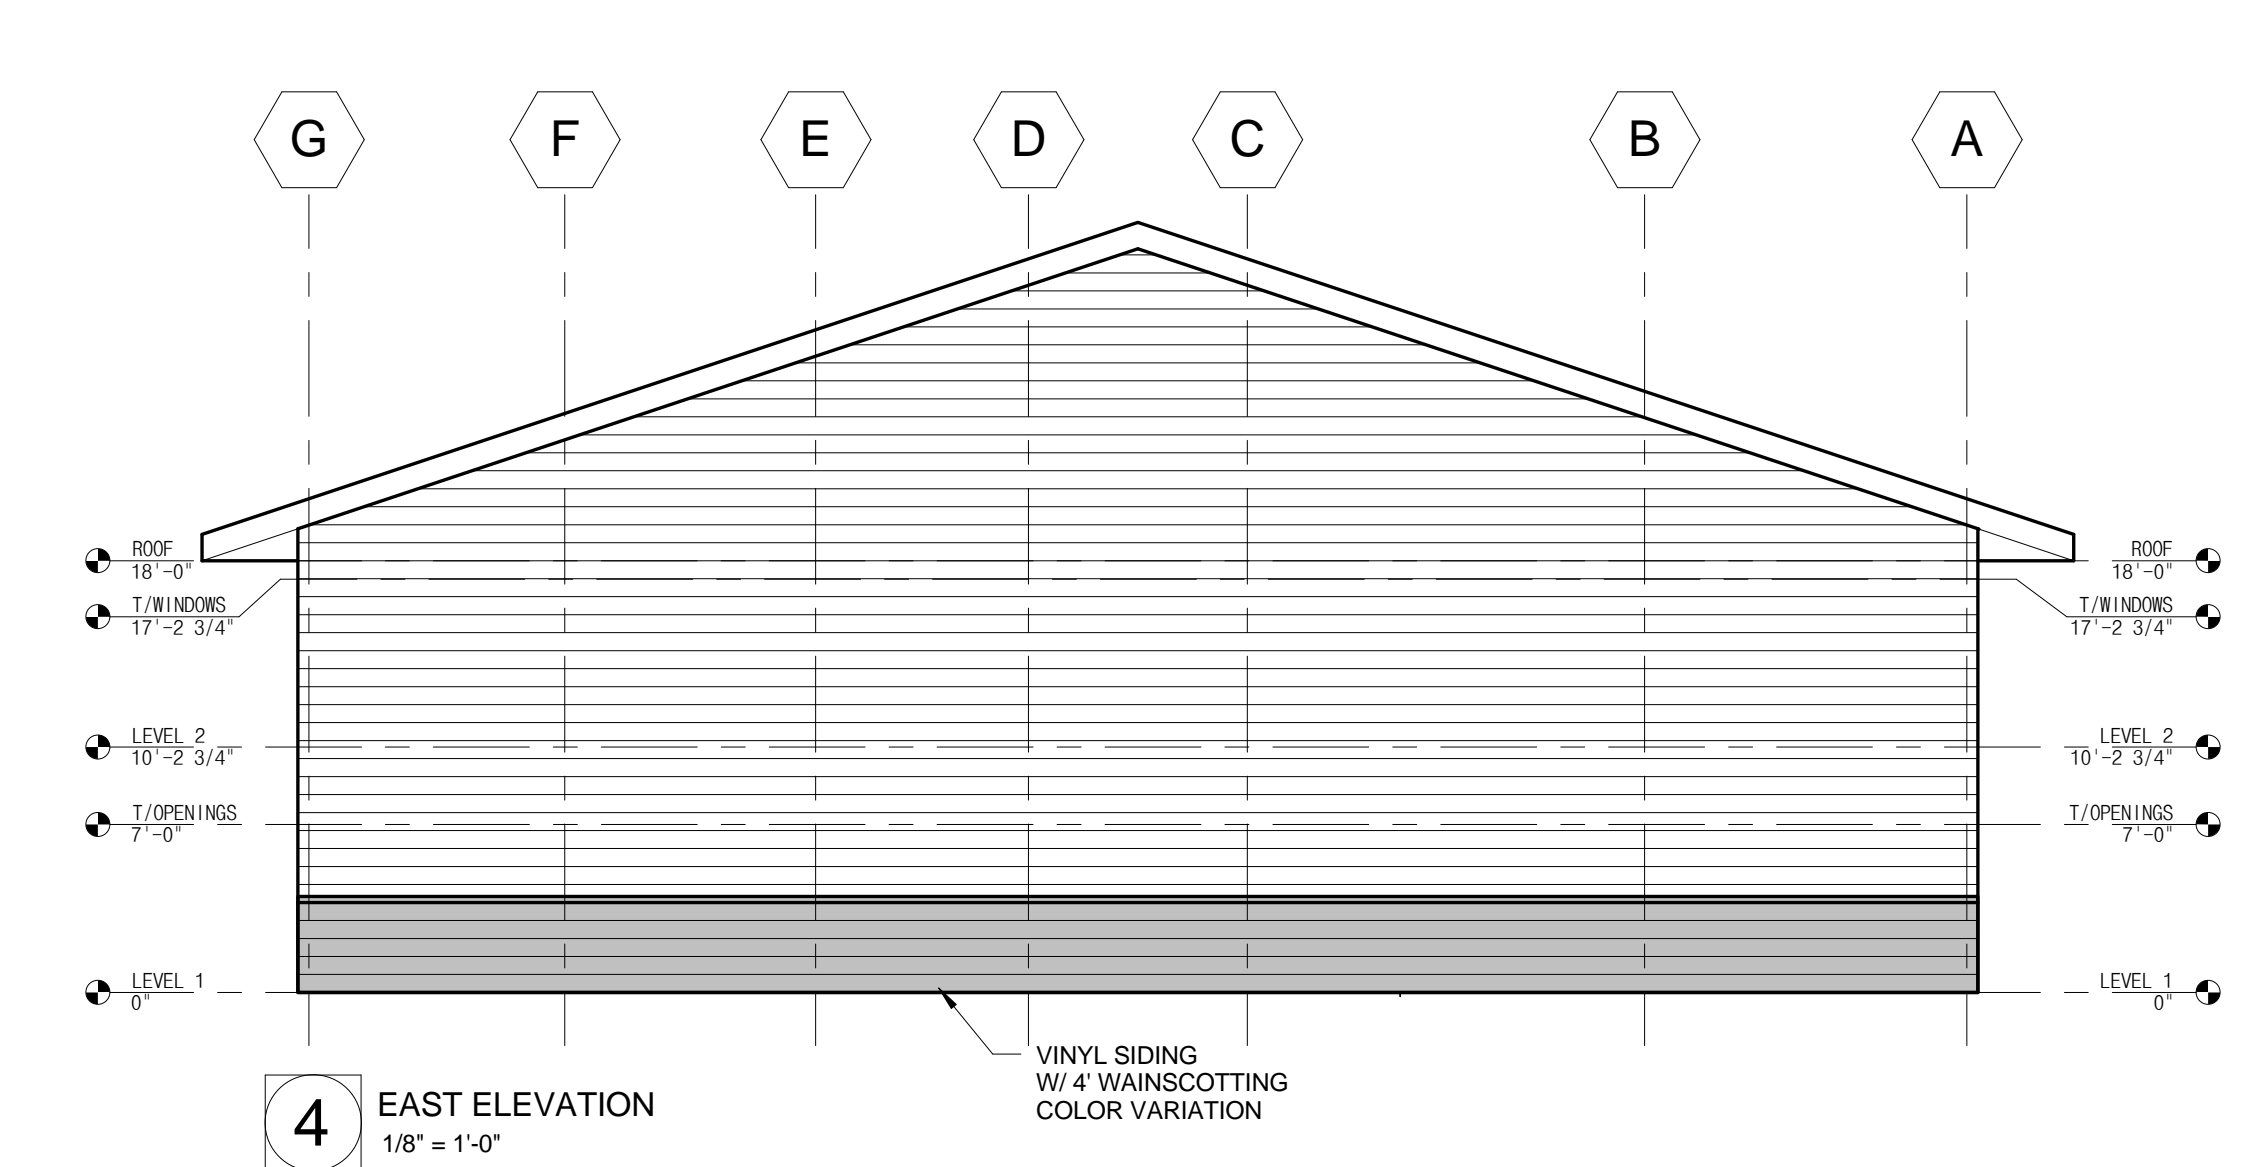 G F E D C B A
ROOF ROOF
18'-0" 18'-0"
T/WINDOWS T/WINDOWS
17'-2 3/4" 17'-2 3/4"
LEVEL 2 LEVEL 2
10'-2 3/4" 10'-2 3/4"
T/OPENINGS T/OPENINGS
7'-0" 7'-0"
LEVEL 1 LEVEL 1
0" 0"
VINYL SIDING
W/ 4' WAINSCOTTING
COLOR VARIATION
4 EAST ELEVATION
1/8" = 1'-0"